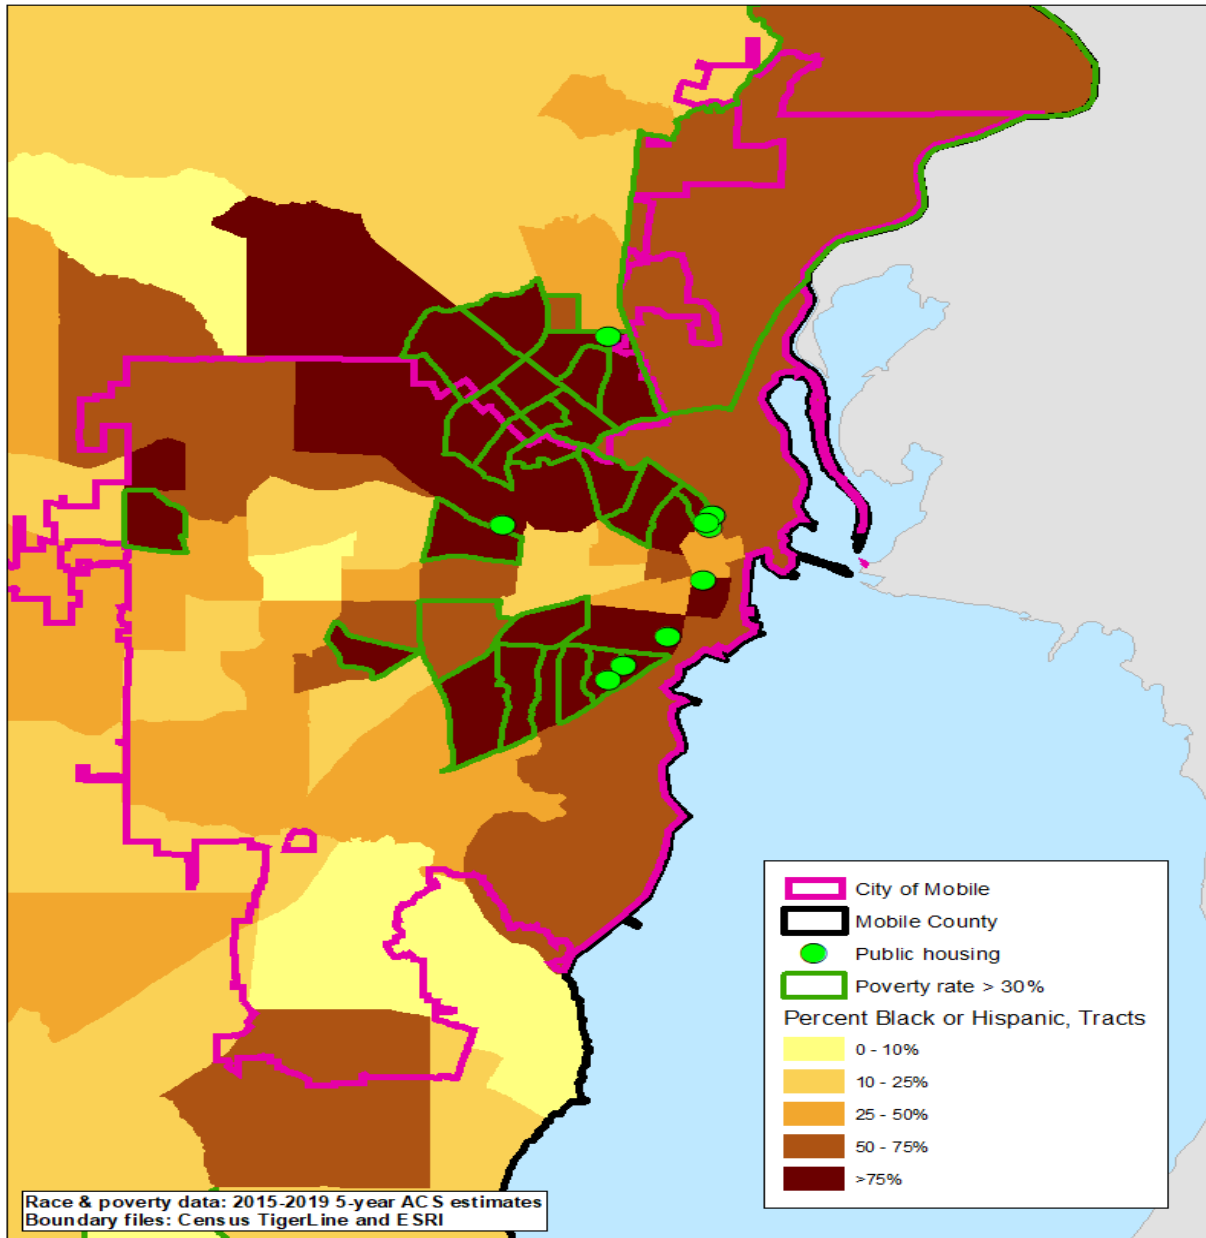 City of Mobile
Mobile County
Public housing
Poverty rate > 30%
Percent Black or Hispanic, Tracts
0 - 10%
10 - 25%
25 - 50%
50 - 75%
>75%
Race & poverty data: 2015-2019 5-year ACS estimates
Boundary files: Census TigerLine and ESRI